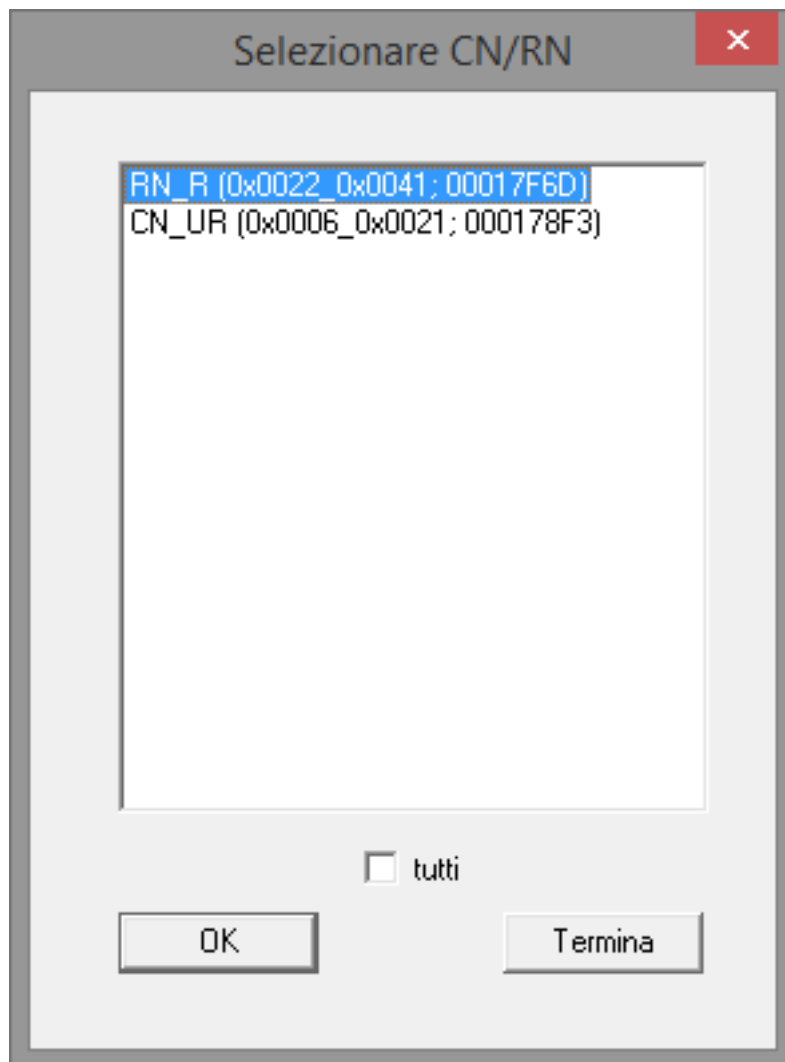 Selezionare CN/RN
RN_R (0x0022_0x0041; 00017F6D)
CN_UR (0x0006_0x0021; 000178F3)
tutti
OK
Termina